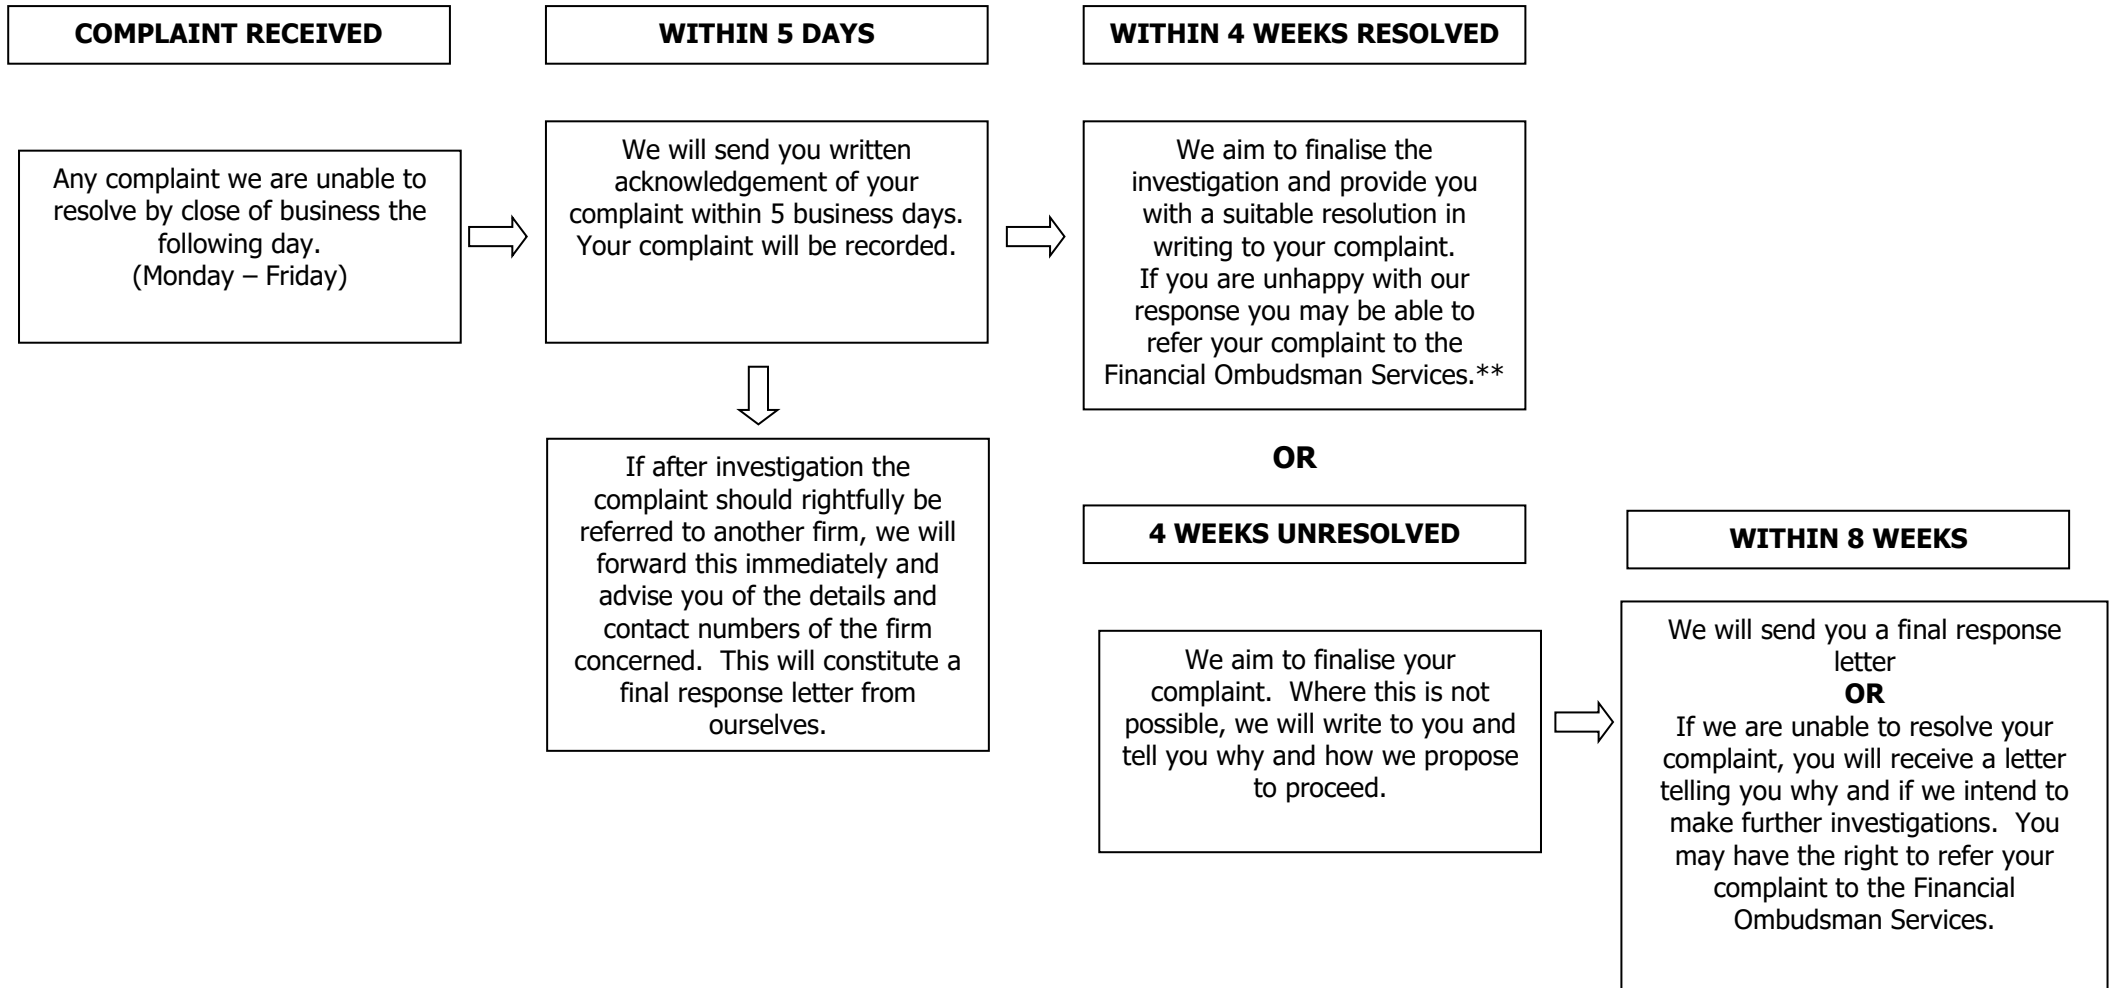 COMPLAINT RECEIVED
Any complaint we are unable to
resolve by close of business the
following day.
(Monday – Friday)
WITHIN 5 DAYS
We will send you written
acknowledgement of your
complaint within 5 business days.
Your complaint will be recorded.
If after investigation the
complaint should rightfully be
referred to another firm, we will
forward this immediately and
advise you of the details and
contact numbers of the firm
concerned.  This will constitute a
final response letter from
ourselves.
WITHIN 4 WEEKS RESOLVED
We aim to finalise the
investigation and provide you
with a suitable resolution in
writing to your complaint.
If you are unhappy with our
response you may be able to
refer your complaint to the
Financial Ombudsman Services.**
OR
4 WEEKS UNRESOLVED
We aim to finalise your
complaint.  Where this is not
possible, we will write to you and
tell you why and how we propose
to proceed.
WITHIN 8 WEEKS
We will send you a final response
letter
OR
If we are unable to resolve your
complaint, you will receive a letter
telling you why and if we intend to
make further investigations.  You
may have the right to refer your
complaint to the Financial
Ombudsman Services.